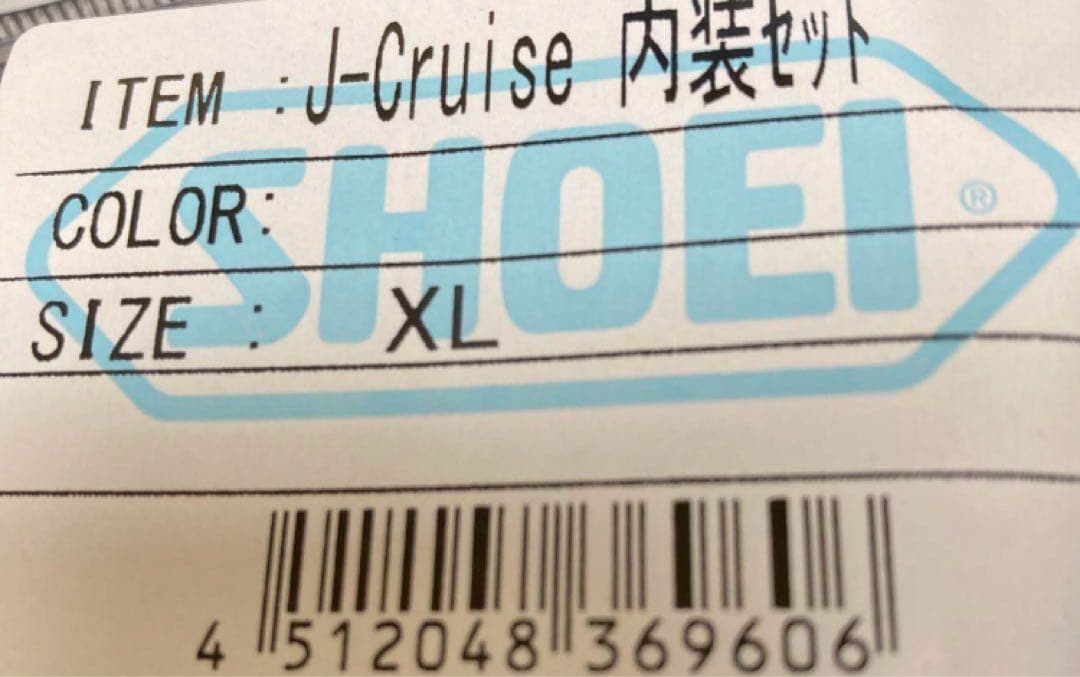 ITEM :J-Cruise 内装ｾｯﾄ
SHOEI®
COLOR:
SIZE : XL
4 512048 369606